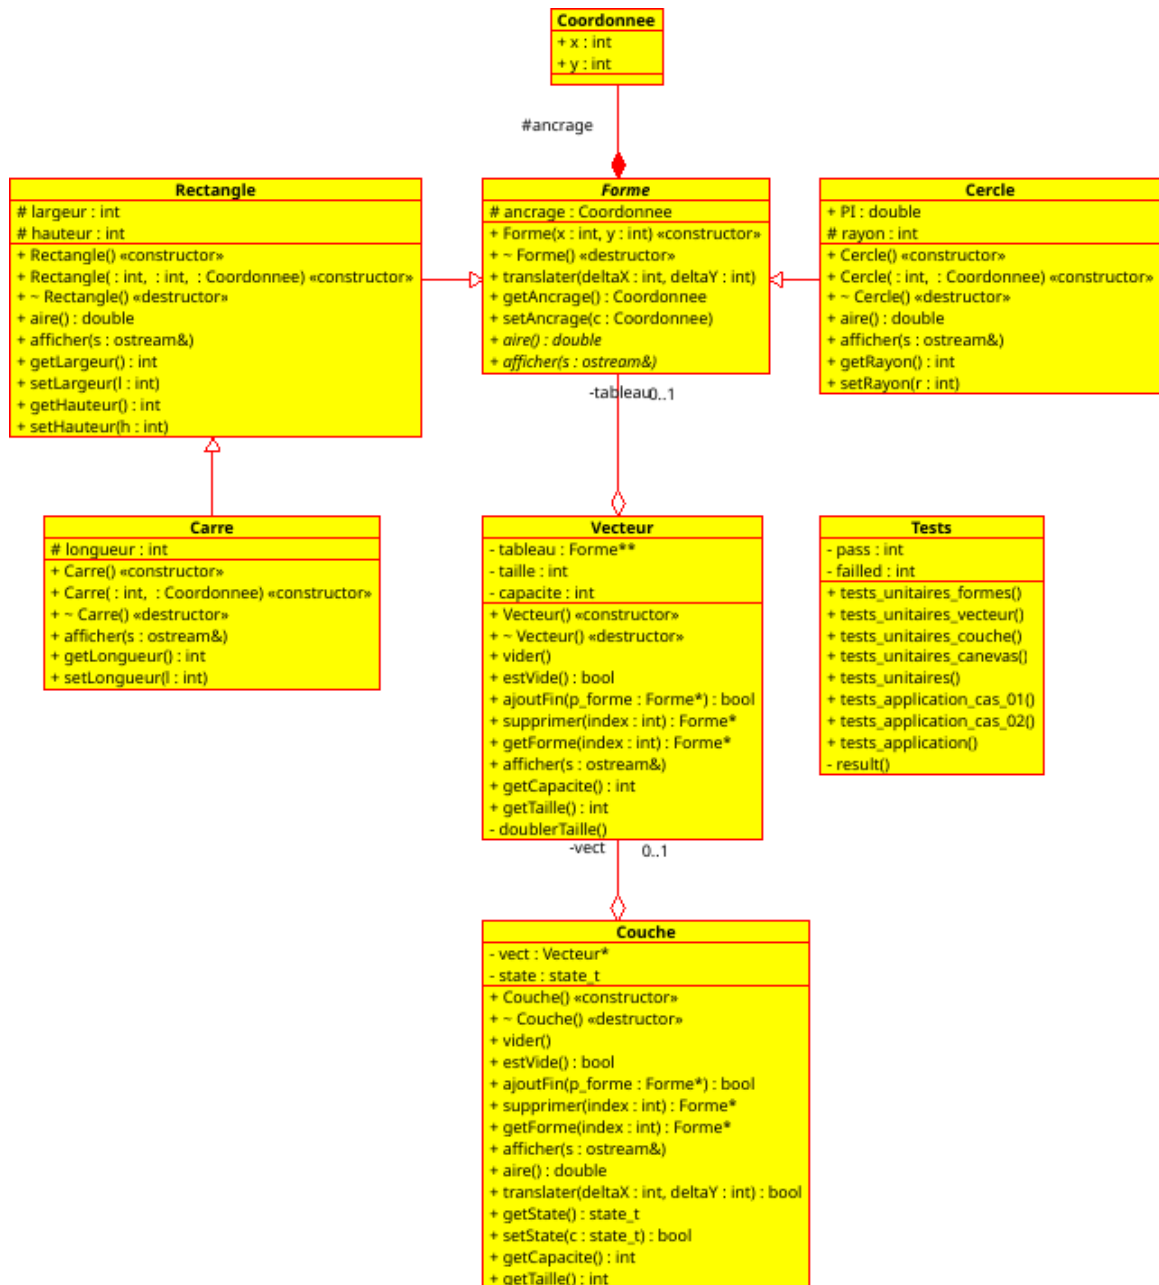 Coordonnee
+ x : int
+ y : int
#ancrage
Rectangle
# largeur : int
# hauteur : int
+ Rectangle() «constructor»
+ Rectangle( : int,  : int,  : Coordonnee) «constructor»
+ ~ Rectangle() «destructor»
+ aire() : double
+ afficher(s : ostream&)
+ getLargeur() : int
+ setLargeur(l : int)
+ getHauteur() : int
+ setHauteur(h : int)
Forme
# ancrage : Coordonnee
+ Forme(x : int, y : int) «constructor»
+ ~ Forme() «destructor»
+ translater(deltaX : int, deltaY : int)
+ getAncrage() : Coordonnee
+ setAncrage(c : Coordonnee)
+ aire() : double
+ afficher(s : ostream&)
Cercle
+ PI : double
# rayon : int
+ Cercle() «constructor»
+ Cercle( : int,  : Coordonnee) «constructor»
+ ~ Cercle() «destructor»
+ aire() : double
+ afficher(s : ostream&)
+ getRayon() : int
+ setRayon(r : int)
-tableau
0..1
Carre
# longueur : int
+ Carre() «constructor»
+ Carre( : int,  : Coordonnee) «constructor»
+ ~ Carre() «destructor»
+ afficher(s : ostream&)
+ getLongueur() : int
+ setLongueur(l : int)
Vecteur
- tableau : Forme**
- taille : int
- capacite : int
+ Vecteur() «constructor»
+ ~ Vecteur() «destructor»
+ vider()
+ estVide() : bool
+ ajoutFin(p_forme : Forme*) : bool
+ supprimer(index : int) : Forme*
+ getForme(index : int) : Forme*
+ afficher(s : ostream&)
+ getCapacite() : int
+ getTaille() : int
- doublerTaille()
Tests
- pass : int
- failled : int
+ tests_unitaires_formes()
+ tests_unitaires_vecteur()
+ tests_unitaires_couche()
+ tests_unitaires_canevas()
+ tests_unitaires()
+ tests_application_cas_01()
+ tests_application_cas_02()
+ tests_application()
- result()
-vect
0..1
Couche
- vect : Vecteur*
- state : state_t
+ Couche() «constructor»
+ ~ Couche() «destructor»
+ vider()
+ estVide() : bool
+ ajoutFin(p_forme : Forme*) : bool
+ supprimer(index : int) : Forme*
+ getForme(index : int) : Forme*
+ afficher(s : ostream&)
+ aire() : double
+ translater(deltaX : int, deltaY : int) : bool
+ getState() : state_t
+ setState(c : state_t) : bool
+ getCapacite() : int
+ getTaille() : int